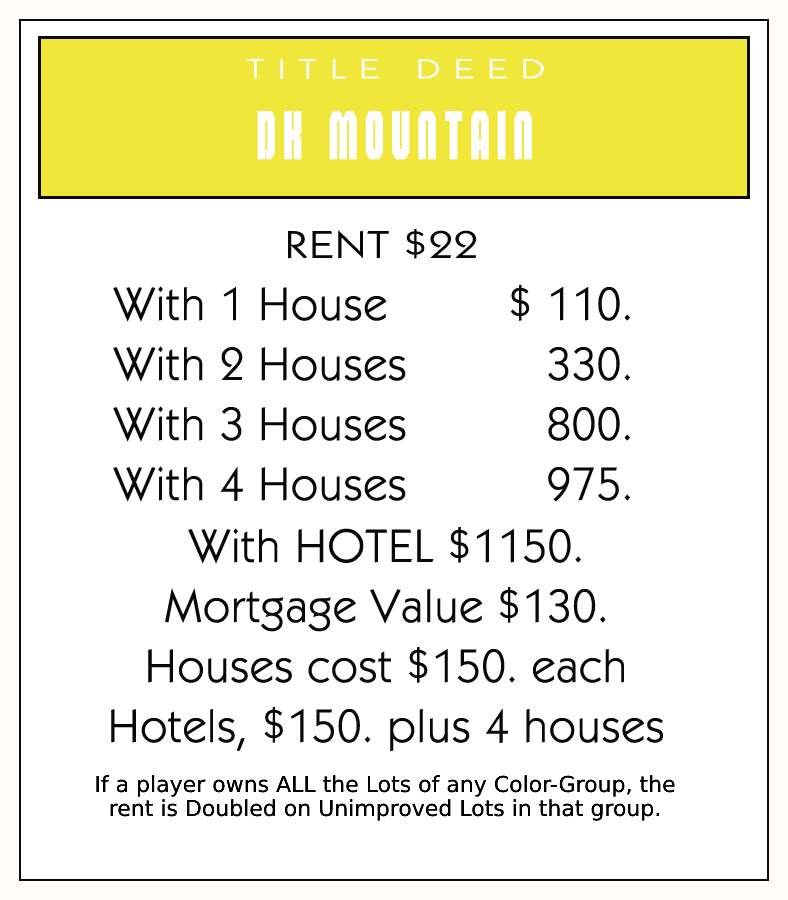 TITLE DEED
DK MOUNTAIN
RENT $22
With 1 House $ 110.
With 2 Houses 330.
With 3 Houses 800.
With 4 Houses 975.
With HOTEL $1150.
Mortgage Value $130.
Houses cost $150. each
Hotels, $150. plus 4 houses
If a player owns ALL the Lots of any Color-Group, the
rent is Doubled on Unimproved Lots in that group.